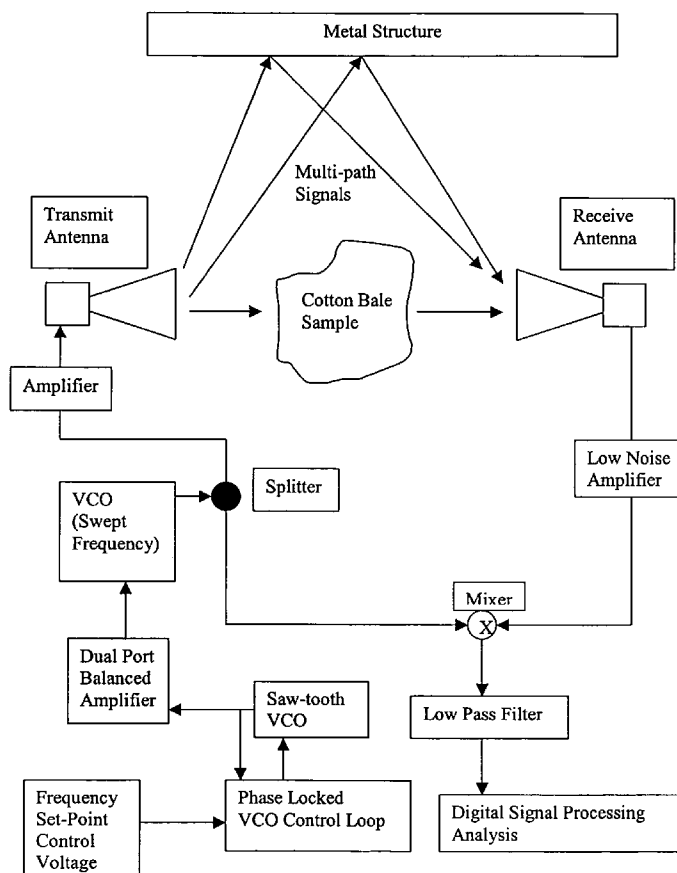 Metal Structure
Multi-path
Signals
Transmit
Antenna
Receive
Antenna
Cotton Bale
Sample
Amplifier
Low Noise
Amplifier
Splitter
VCO
(Swept
Frequency)
Mixer
X
Dual Port
Balanced
Amplifier
Saw-tooth
VCO
Low Pass Filter
Frequency
Set-Point
Control
Voltage
Phase Locked
VCO Control Loop
Digital Signal Processing
Analysis